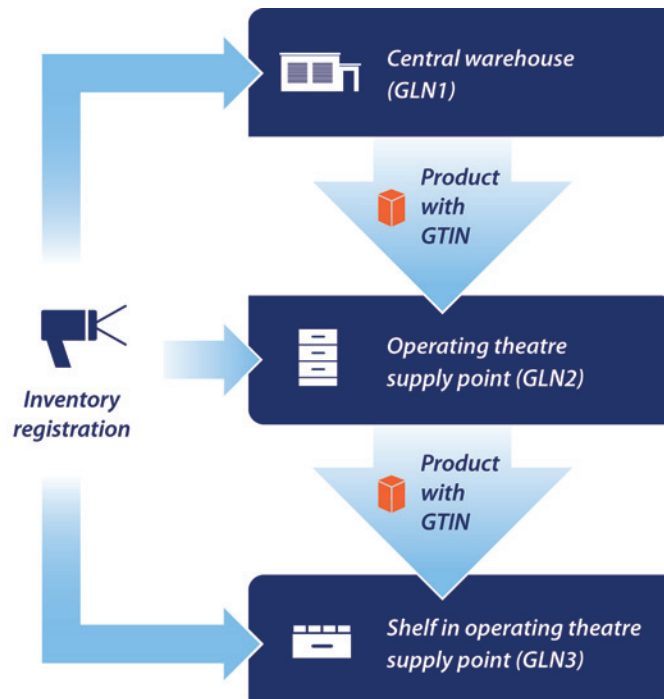 Central warehouse
(GLN1)
Product
with
GTIN
Operating theatre
supply point (GLN2)
Inventory
registration
Product
with
GTIN
Shelf in operating theatre
supply point (GLN3)